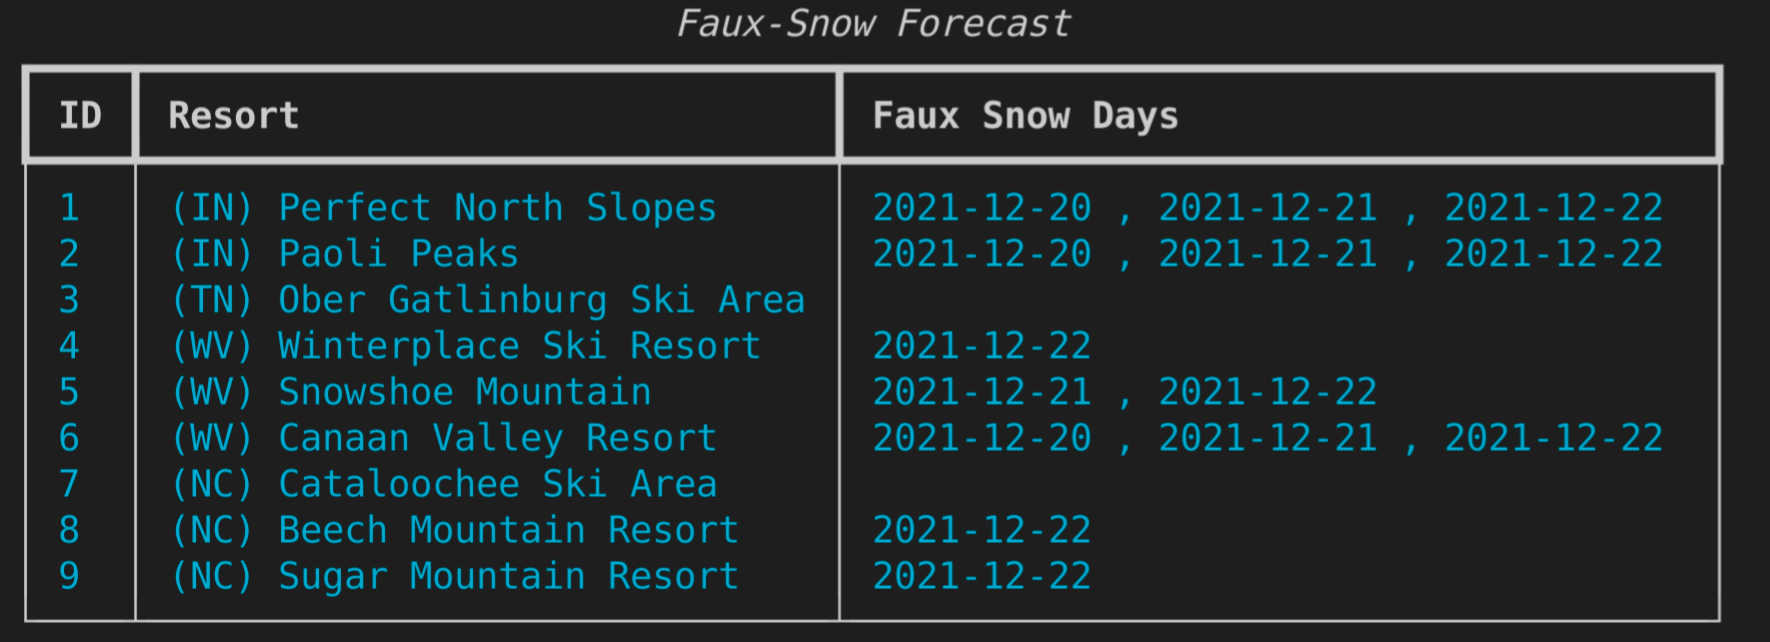 Faux-Snow Forecast
ID Resort Faux Snow Days
1 (IN) Perfect North Slopes 2021-12-20 , 2021-12-21 , 2021-12-22
2 (IN) Paoli Peaks 2021-12-20 , 2021-12-21 , 2021-12-22
3 (TN) Ober Gatlinburg Ski Area
4 (WV) Winterplace Ski Resort 2021-12-22
5 (WV) Snowshoe Mountain 2021-12-21 , 2021-12-22
6 (WV) Canaan Valley Resort 2021-12-20 , 2021-12-21 , 2021-12-22
7 (NC) Cataloochee Ski Area
8 (NC) Beech Mountain Resort 2021-12-22
9 (NC) Sugar Mountain Resort 2021-12-22